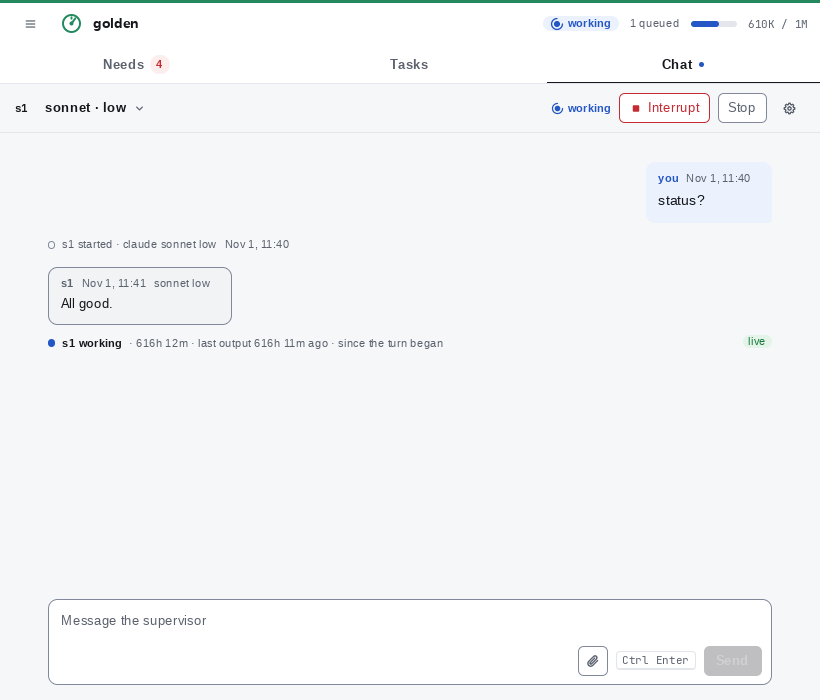 golden
working
1 queued
610K / 1M
Needs 4
Tasks
Chat
s1 sonnet · low
working
Interrupt
Stop
you Nov 1, 11:40
status?
s1 started · claude sonnet low Nov 1, 11:40
s1 Nov 1, 11:41 sonnet low
All good.
s1 working · 616h 12m · last output 616h 11m ago · since the turn began
live
Message the supervisor
Ctrl Enter
Send